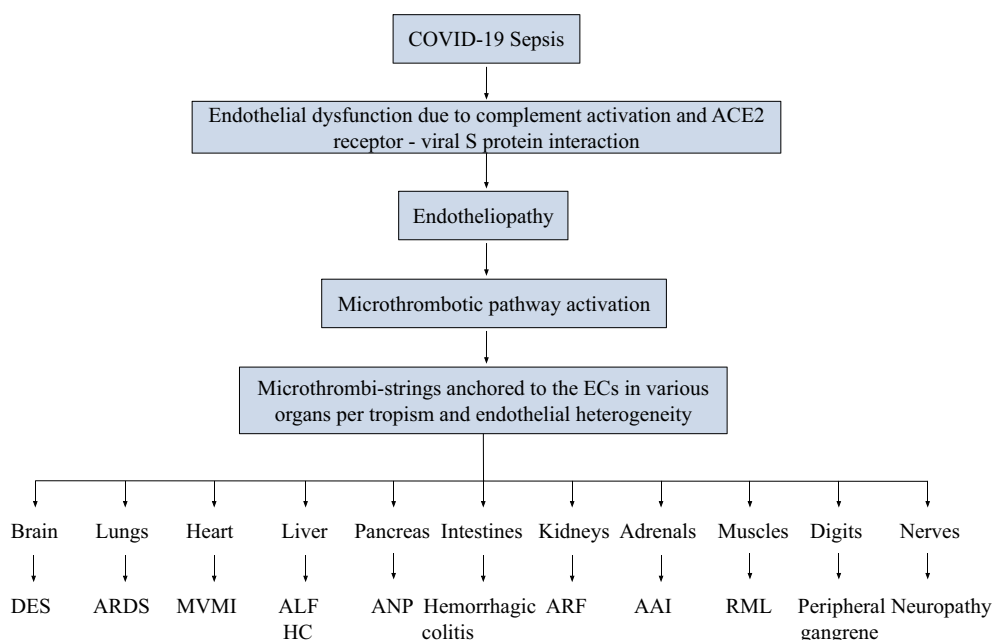 COVID-19 Sepsis
Endothelial dysfunction due to complement activation and ACE2
receptor - viral S protein interaction
Endotheliopathy
Microthrombotic pathway activation
Microthrombi-strings anchored to the ECs in various
organs per tropism and endothelial heterogeneity
Brain Lungs Heart Liver Pancreas Intestines Kidneys Adrenals Muscles Digits Nerves
DES ARDS MVMI ALF ANP Hemorrhagic ARF AAI RML Peripheral Neuropathy
HC colitis gangrene